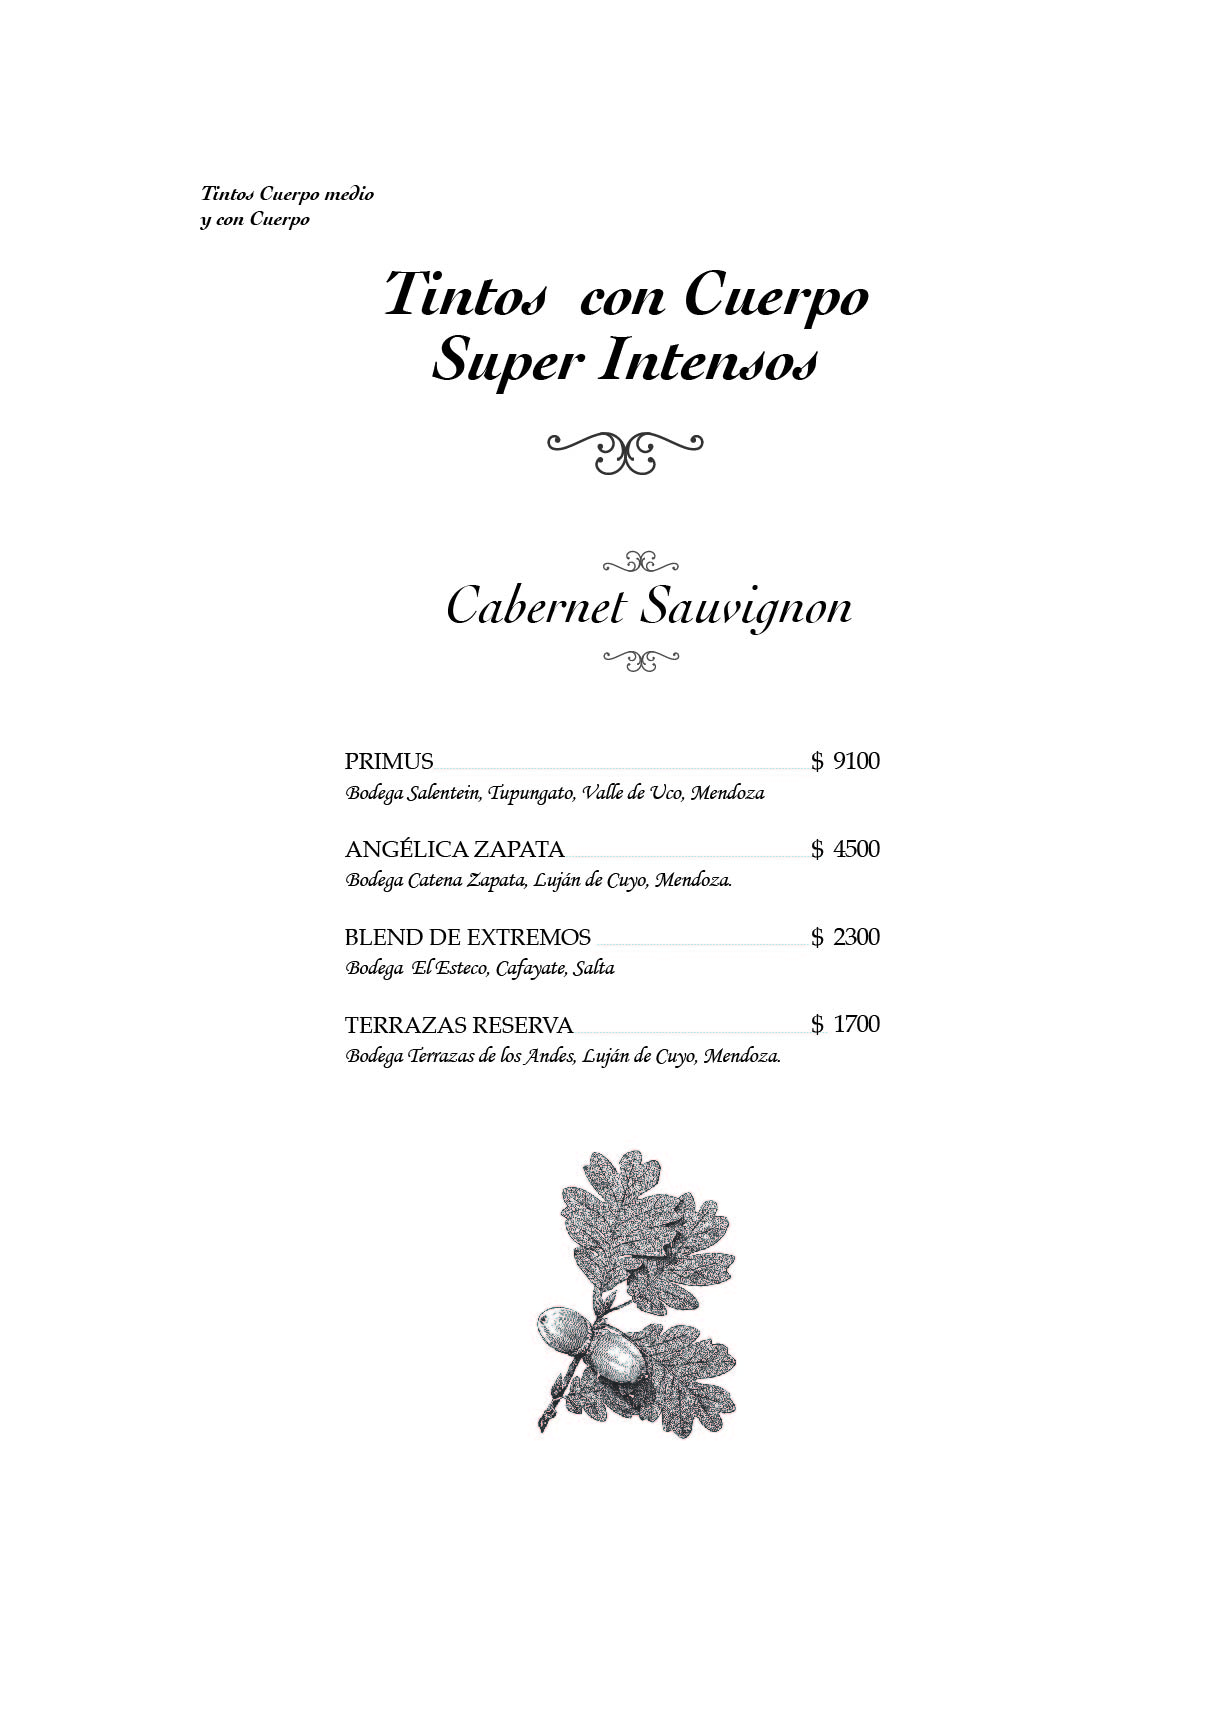 Tintos Cuerpo medio
y con Cuerpo
Tintos con Cuerpo
Super Intensos
Cabernet Sauvignon
PRIMUS $ 9100
Bodega Salentein, Tupungato, Valle de Uco, Mendoza
ANGÉLICA ZAPATA $ 4500
Bodega Catena Zapata, Luján de Cuyo, Mendoza.
BLEND DE EXTREMOS $ 2300
Bodega El Esteco, Cafayate, Salta
TERRAZAS RESERVA $ 1700
Bodega Terrazas de los Andes, Luján de Cuyo, Mendoza.